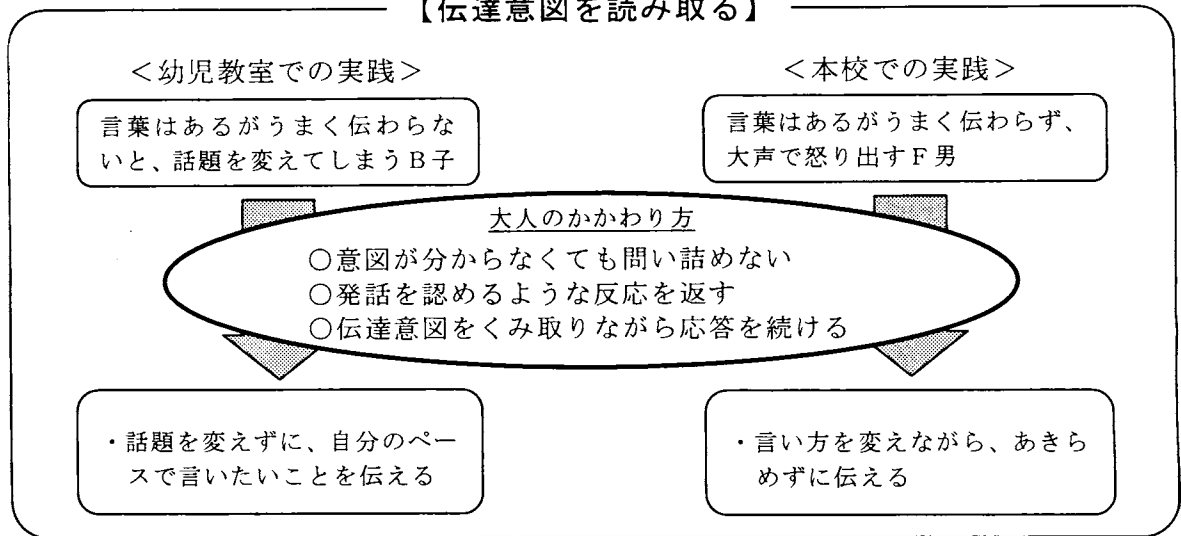 【伝達意図を読み取る】
＜幼児教室での実践＞
言葉はあるがうまく伝わらな
いと、話題を変えてしまうＢ子
＜本校での実践＞
言葉はあるがうまく伝わらず、
大声で怒り出すＦ男
大人のかかわり方
○意図が分からなくても問い詰めない
○発話を認めるような反応を返す
○伝達意図をくみ取りながら応答を続ける
・話題を変えずに、自分のペー
スで言いたいことを伝える
・言い方を変えながら、あきら
めずに伝える